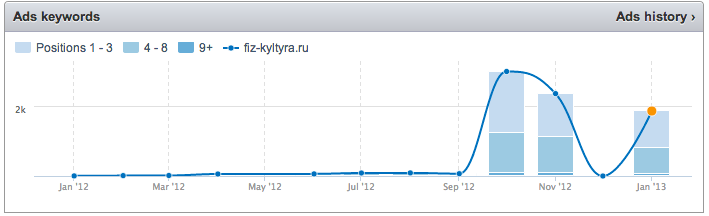 Ads keywords Ads history ›
Positions 1 - 3 4 - 8 9+ fiz-kyltyra.ru
2k
Jan '12 Mar '12 May '12 Jul '12 Sep '12 Nov '12 Jan '13